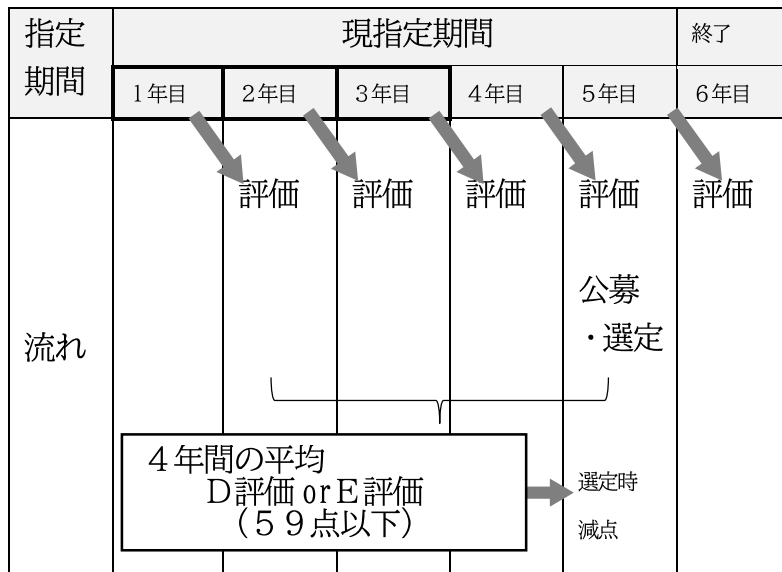 指定
期間
現指定期間
終了
１年目
２年目
３年目
４年目
５年目
６年目
流れ
評価
評価
評価
評価
評価
公募
・選定
４年間の平均
Ｄ評価 or Ｅ評価
（５９点以下）
選定時
減点